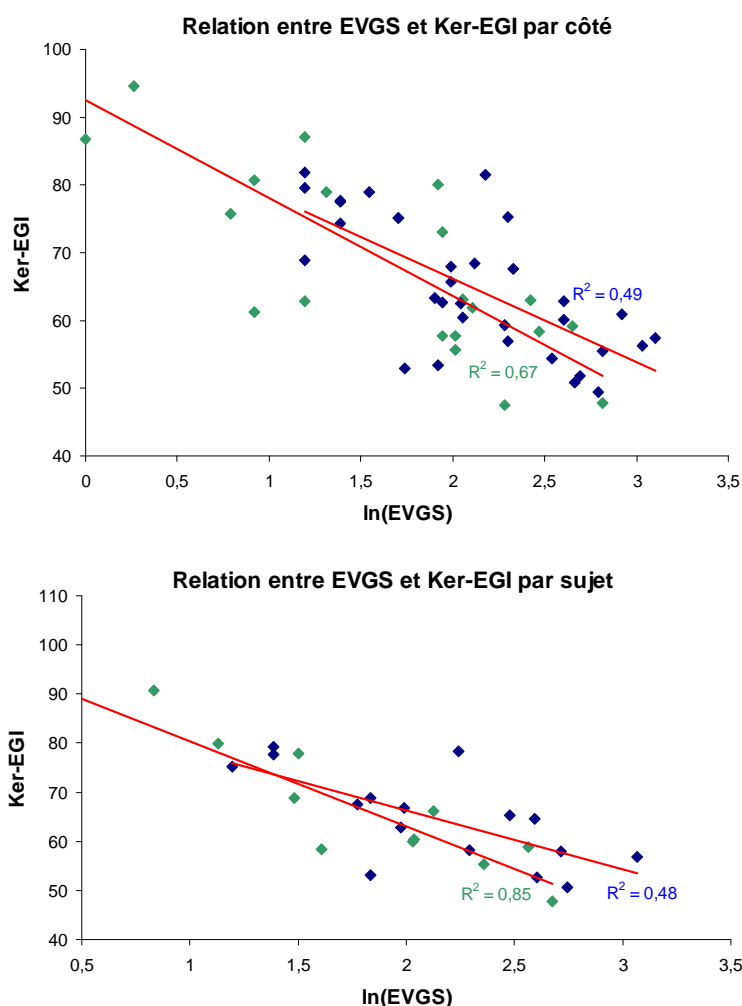 Relation entre EVGS et Ker-EGI par côté
100
90
80
70
60
50
40
Ker-EGI
R² = 0,49
R² = 0,67
0 0,5 1 1,5 2 2,5 3 3,5
ln(EVGS)
Relation entre EVGS et Ker-EGI par sujet
110
100
90
80
70
60
50
40
Ker-EGI
R² = 0,85 R² = 0,48
0,5 1 1,5 2 2,5 3 3,5
ln(EVGS)